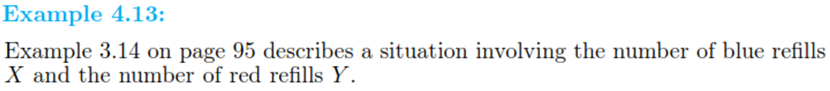 Example 4.13:
Example 3.14 on page 95 describes a situation involving the number of blue refills
X and the number of red refills Y.